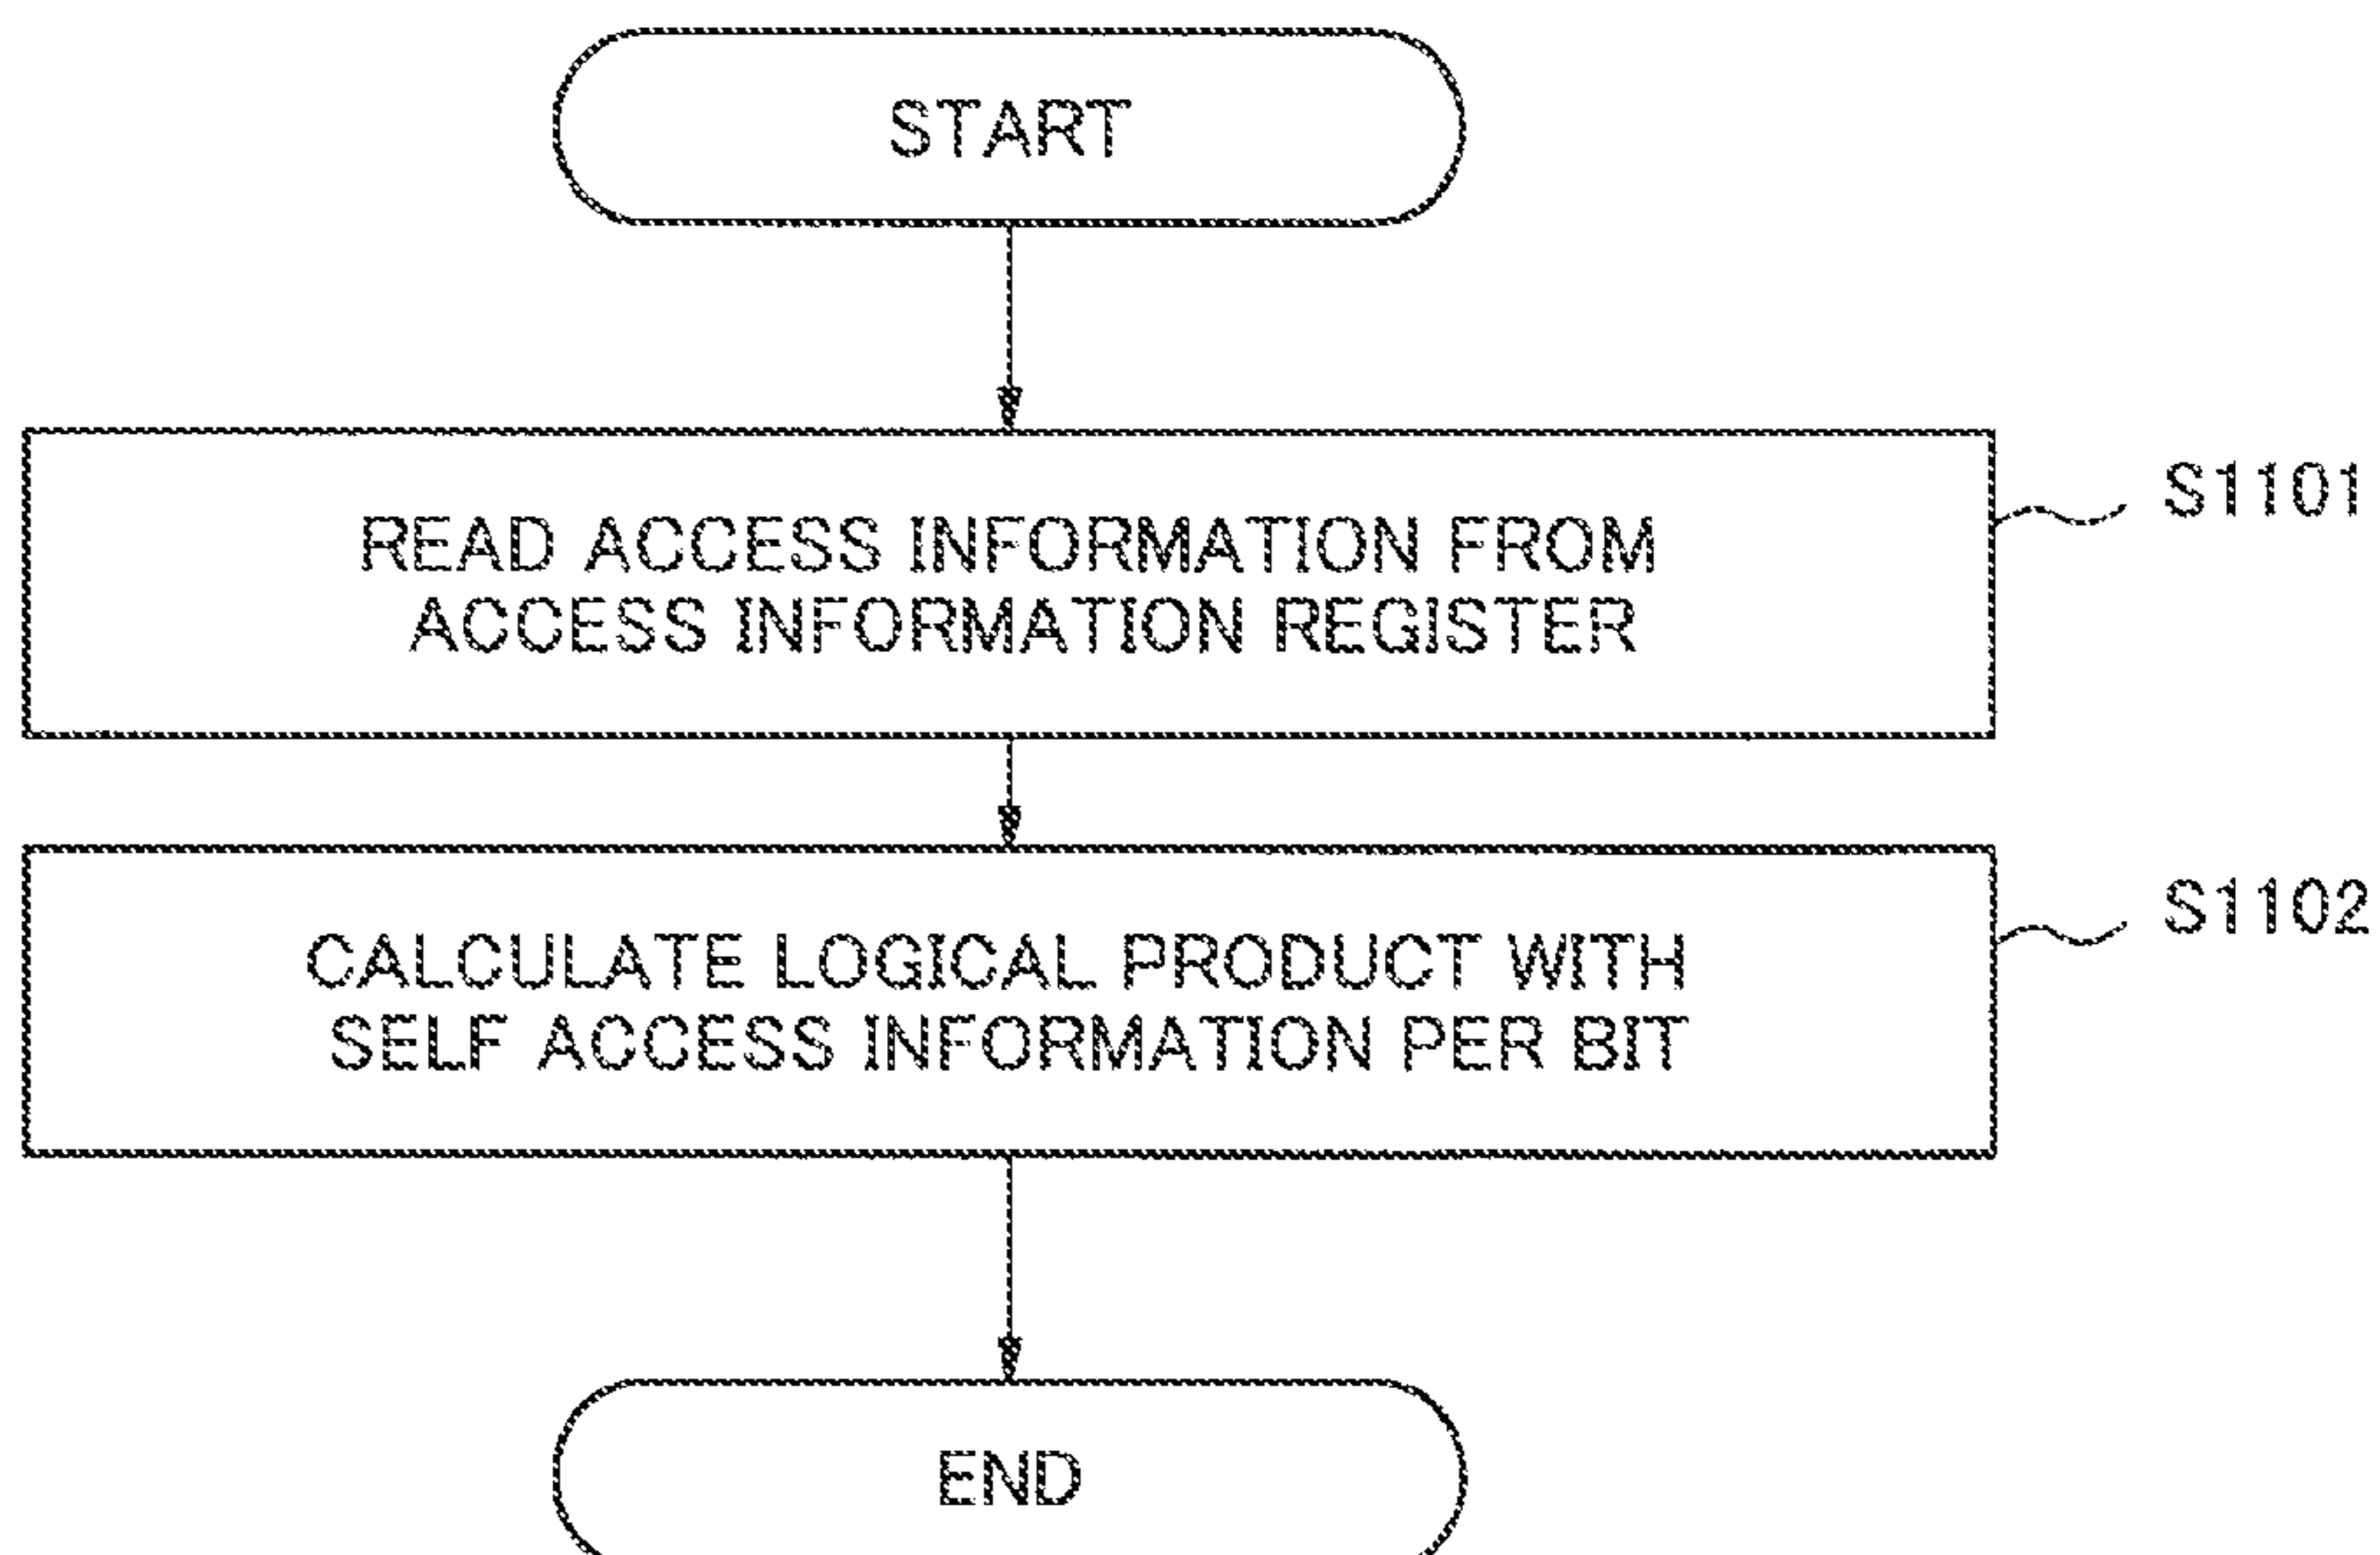 START
READ ACCESS INFORMATION FROM
ACCESS INFORMATION REGISTER
S1101
CALCULATE LOGICAL PRODUCT WITH
SELF ACCESS INFORMATION PER BIT
S1102
END